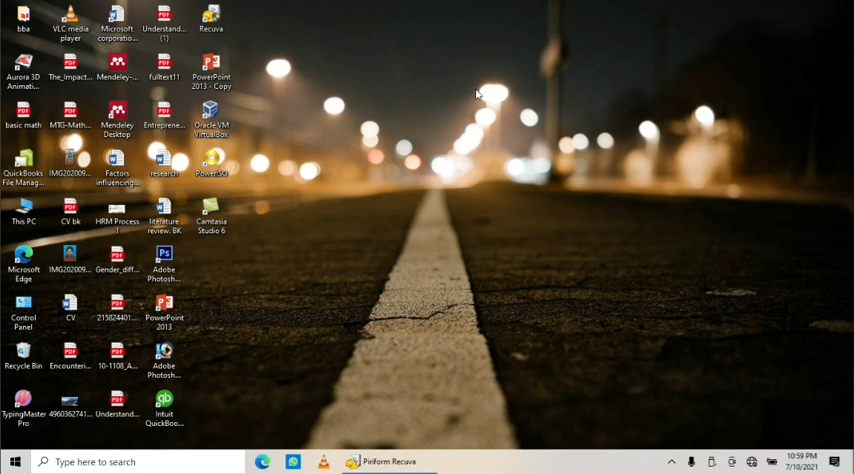 bba
VLC media
player
Microsoft
corporatio...
Understand...
(1)
Recuva
Aurora 3D
Animati...
The_Impact...
Mendeley-...
fulltext11
PowerPoint
2013 - Copy
basic math
MTG-Math...
Mendeley
Desktop
Entreprene...
Oracle VM
VirtualBox
QuickBooks
File Manag...
IMG202009...
Factors
influencing...
research
PowerISO
This PC
CV bk
HRM Process
1
literature
review. BK
Camtasia
Studio 6
Microsoft
Edge
IMG202009...
Gender_diff...
Adobe
Photosh...
Control
Panel
CV
215824401...
PowerPoint
2013
Recycle Bin
Encounteri...
10-1108_A...
Adobe
Photosh...
TypingMaster
Pro
4960362741...
Understand...
Intuit
QuickBoo...
Type here to search
Piriform Recuva
10:59 PM
7/10/2021